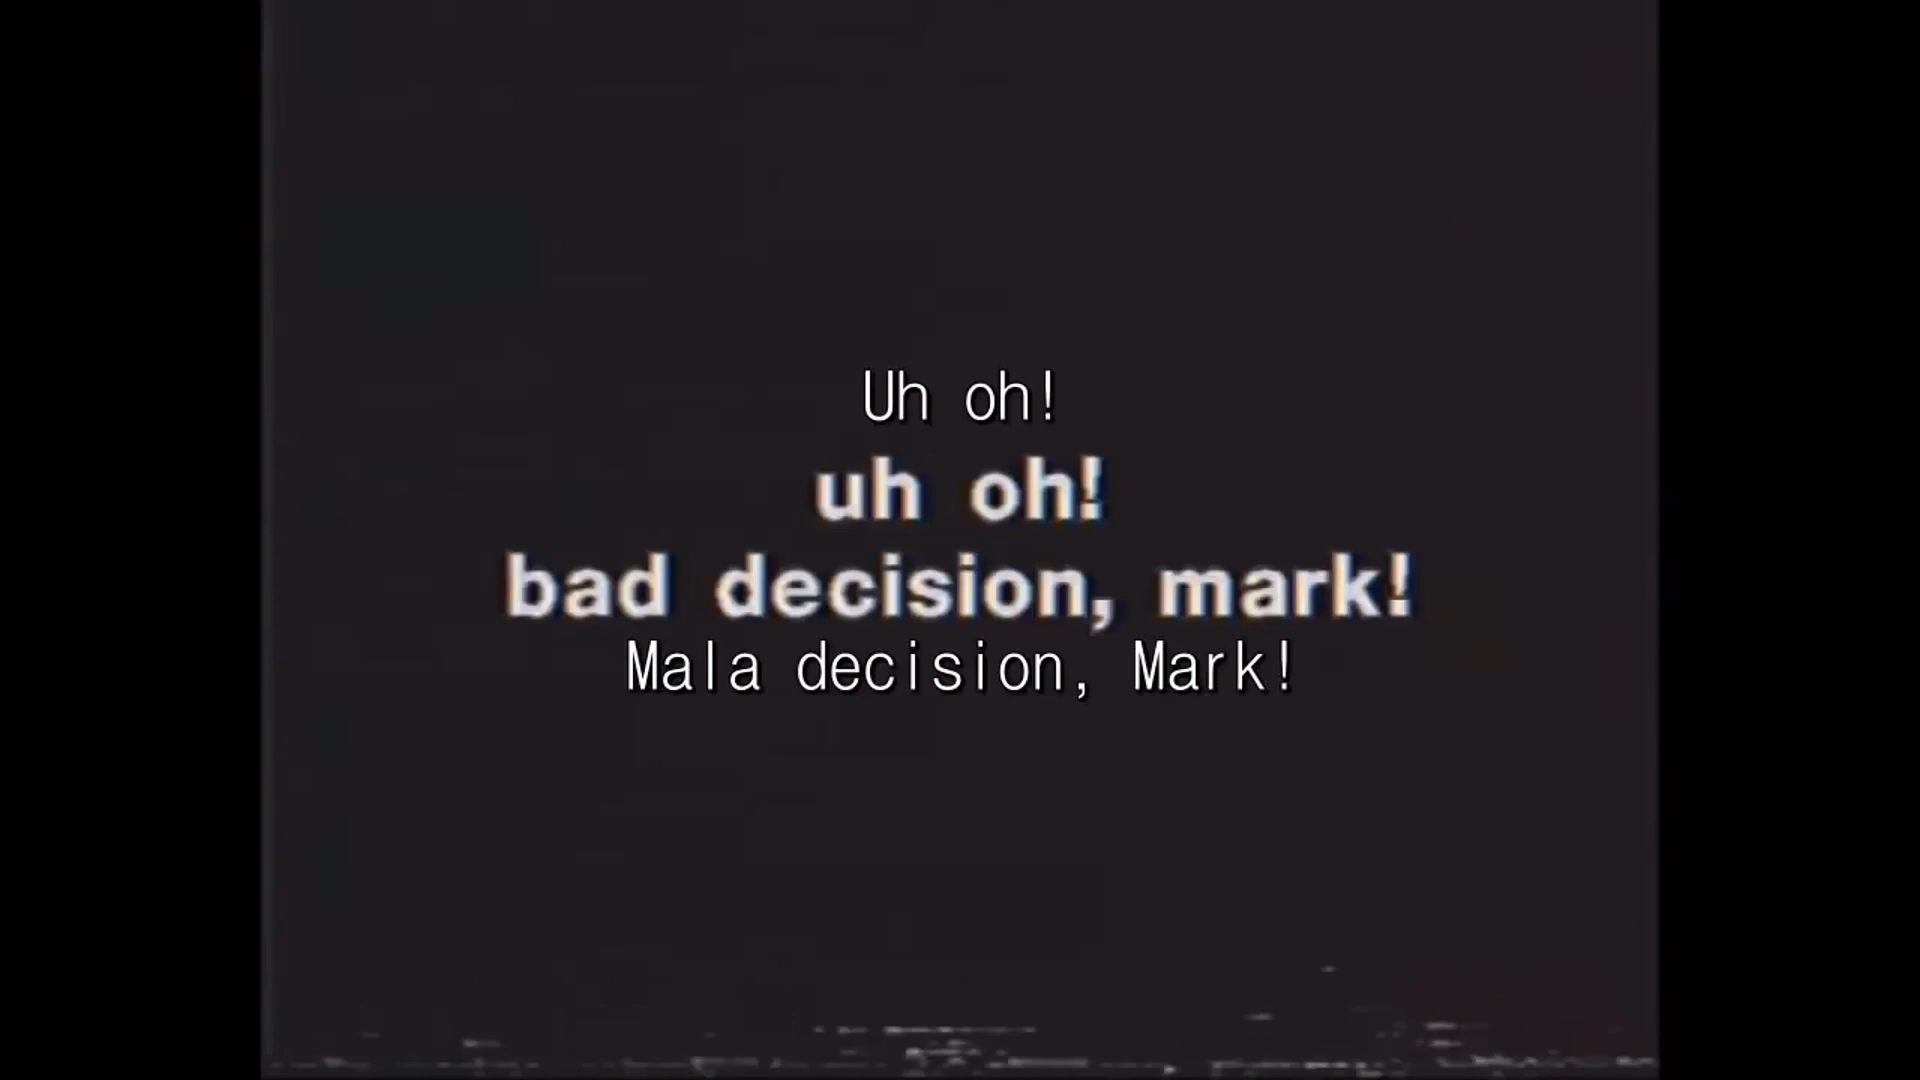 Uh oh!
uh oh!
bad decision, mark!
Mala decision, Mark!